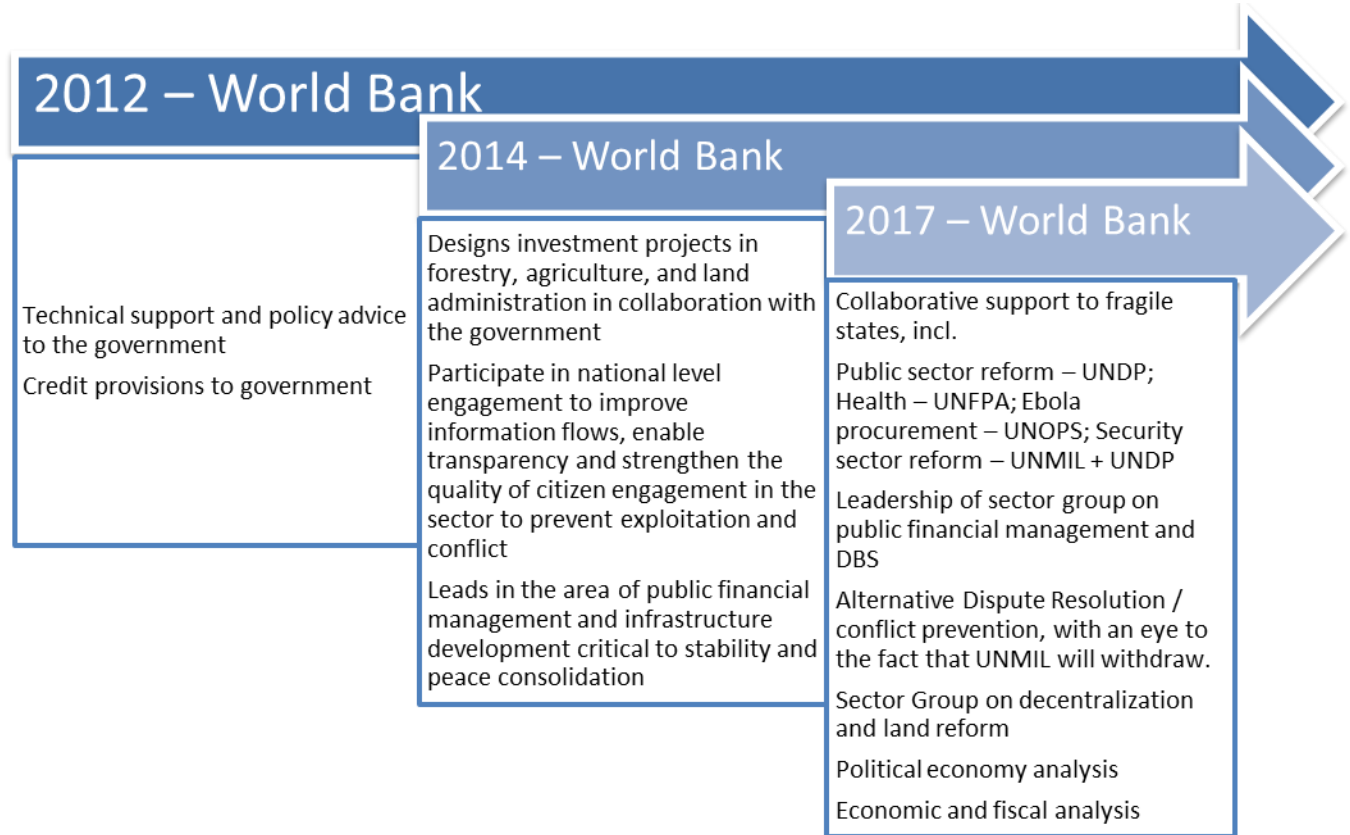 2012 – World Bank
Technical support and policy advice
to the government
Credit provisions to government
2014 – World Bank
Designs investment projects in
forestry, agriculture, and land
administration in collaboration with
the government
Participate in national level
engagement to improve
information flows, enable
transparency and strengthen the
quality of citizen engagement in the
sector to prevent exploitation and
conflict
Leads in the area of public financial
management and infrastructure
development critical to stability and
peace consolidation
2017 – World Bank
Collaborative support to fragile
states, incl.
Public sector reform – UNDP;
Health – UNFPA; Ebola
procurement – UNOPS; Security
sector reform – UNMIL + UNDP
Leadership of sector group on
public financial management and
DBS
Alternative Dispute Resolution /
conflict prevention, with an eye to
the fact that UNMIL will withdraw.
Sector Group on decentralization
and land reform
Political economy analysis
Economic and fiscal analysis